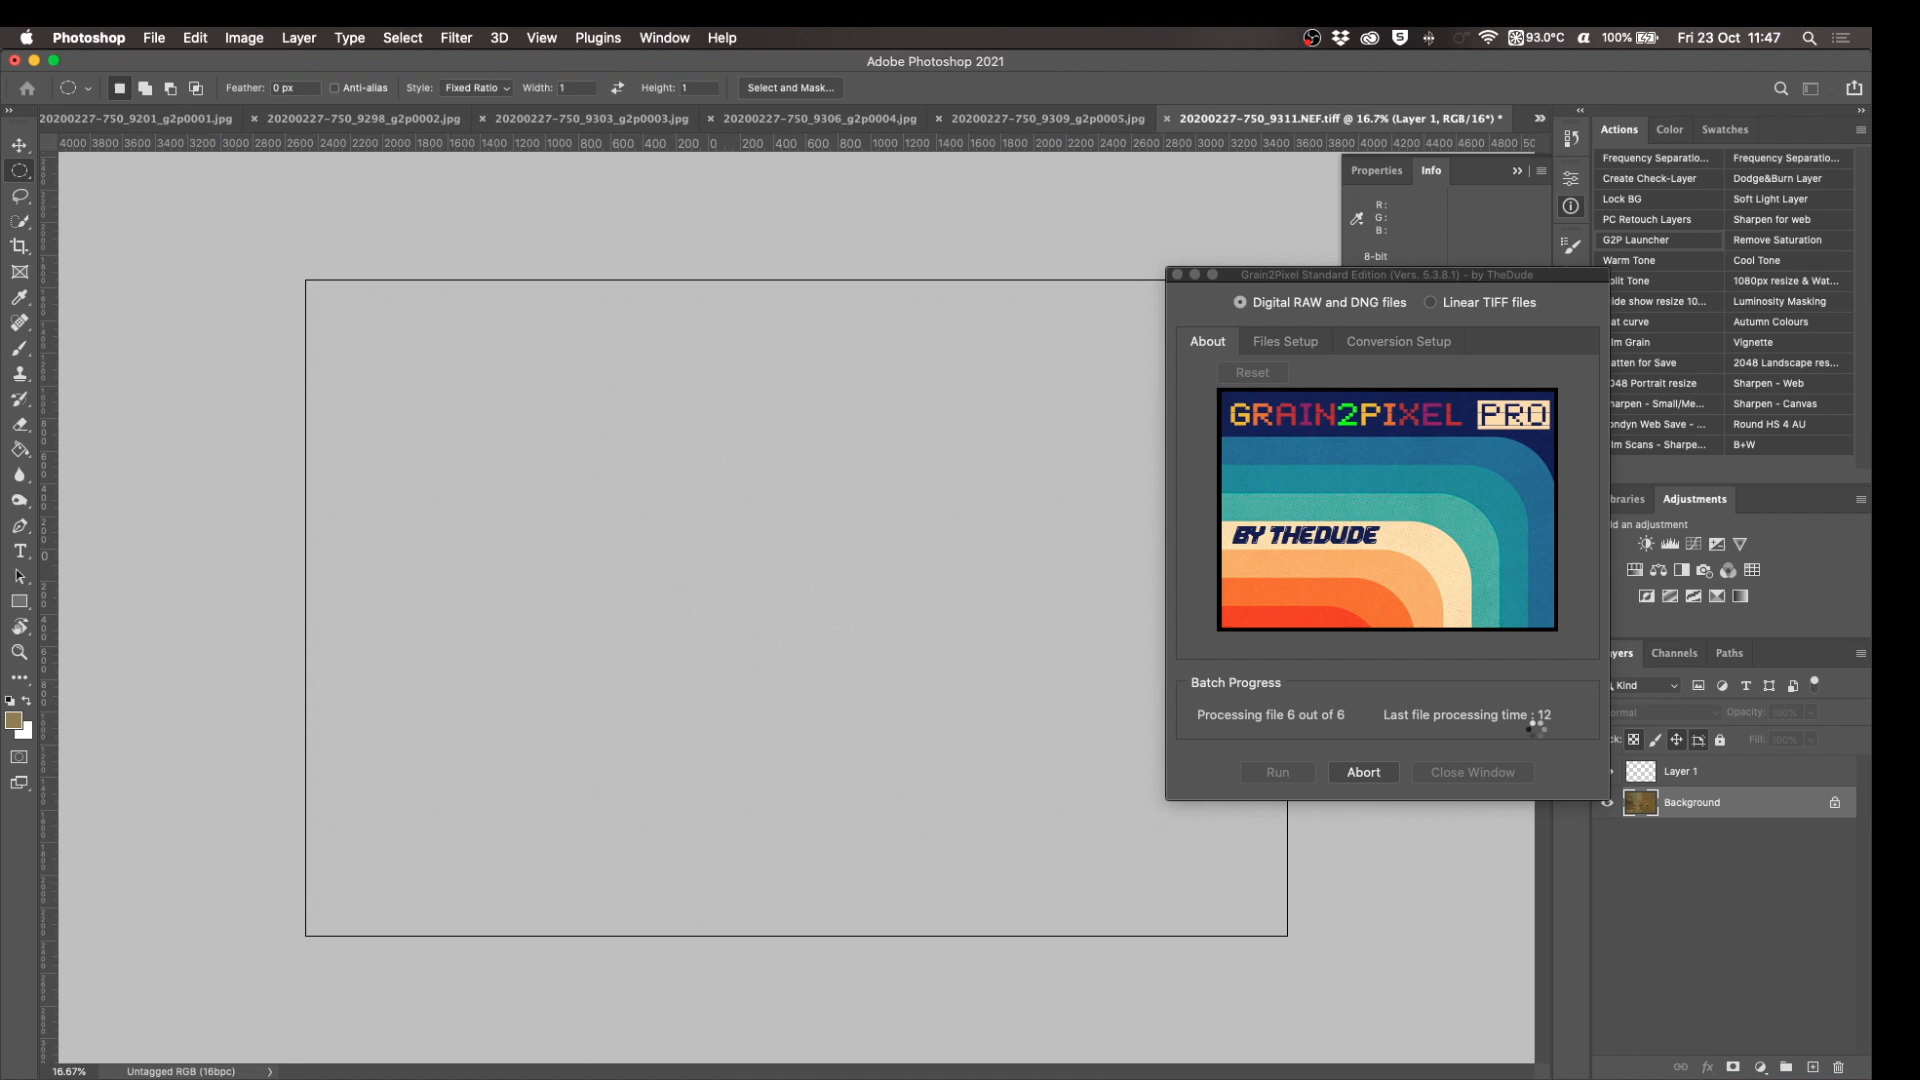 Photoshop File Edit Image Layer Type Select Filter 3D View Plugins Window Help 93.0°C 100% Fri 23 Oct 11:47
Adobe Photoshop 2021
Feather: 0 px Anti-alias Style: Fixed Ratio Width: 1 Height: 1 Select and Mask...
20200227-750_9201_g2p0001.jpg 20200227-750_9298_g2p0002.jpg 20200227-750_9303_g2p0003.jpg 20200227-750_9306_g2p0004.jpg 20200227-750_9309_g2p0005.jpg 20200227-750_9311.NEF.tiff @ 16.7% (Layer 1, RGB/16*) *
4000 3800 3600 3400 3200 3000 2800 2600 2400 2200 2000 1800 1600 1400 1200 1000 800 600 400 200 0 200 400 600 800 1000 1200 1400 1600 1800 2000 2200 2400 2600 2800 3000 3200 3400 3600 3800 4000 4200 4400 4600 4800
Properties Info
R:
G:
B:
8-bit
Actions Color Swatches
Frequency Separatio... Frequency Separatio...
Create Check-Layer Dodge&Burn Layer
Lock BG Soft Light Layer
PC Retouch Layers Sharpen for web
G2P Launcher Remove Saturation
Warm Tone Cool Tone
plit Tone 1080px resize & Wat...
ide show resize 10... Luminosity Masking
at curve Autumn Colours
lm Grain Vignette
atten for Save 2048 Landscape res...
048 Portrait resize Sharpen - Web
harpen - Small/Me... Sharpen - Canvas
ondyn Web Save - ... Round HS 4 AU
lm Scans - Sharpe... B+W
Grain2Pixel Standard Edition (Vers. 5.3.8.1) - by TheDude
Digital RAW and DNG files Linear TIFF files
About Files Setup Conversion Setup
Reset
GRAIN2PIXEL PRO
BY THEDUDE
Batch Progress
Processing file 6 out of 6 Last file processing time : 12
Run Abort Close Window
braries Adjustments
dd an adjustment
ayers Channels Paths
Kind
ormal Opacity: 100%
ck: Fill: 100%
Layer 1
Background
16.67% Untagged RGB (16bpc)